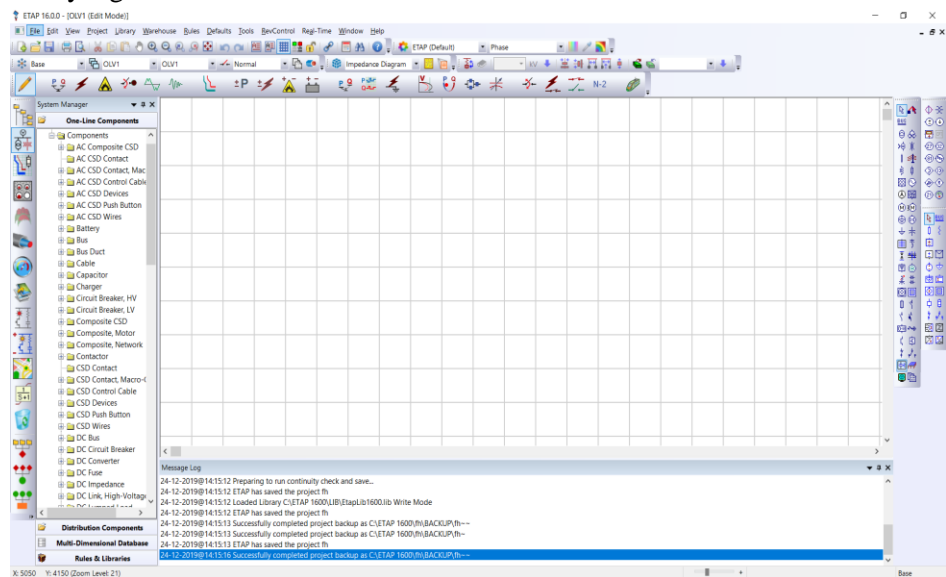 ETAP 16.0.0 - [OLV1 (Edit Mode)]
File Edit View Project Library Warehouse Rules Defaults Tools RevControl Real-Time Window Help
ETAP (Default) Phase
Base OLV1 OLV1 Normal Impedance Diagram kV
N-2
System Manager
One-Line Components
Components
AC Composite CSD
AC CSD Contact
AC CSD Contact, Mac
AC CSD Control Cable
AC CSD Devices
AC CSD Push Button
AC CSD Wires
Battery
Bus
Bus Duct
Cable
Capacitor
Charger
Circuit Breaker, HV
Circuit Breaker, LV
Composite CSD
Composite, Motor
Composite, Network
Contactor
CSD Contact
CSD Contact, Macro-
CSD Control Cable
CSD Devices
CSD Push Button
CSD Wires
DC Bus
DC Circuit Breaker
DC Converter
DC Fuse
DC Impedance
DC Link, High-Voltage
DC Lumped Load
Distribution Components
Multi-Dimensional Database
Rules & Libraries
Message Log
24-12-2019@14:15:12 Preparing to run continuity check and save...
24-12-2019@14:15:12 ETAP has saved the project fh
24-12-2019@14:15:12 Loaded Library C:\ETAP 1600\LIB\EtapLib1600.lib Write Mode
24-12-2019@14:15:12 ETAP has saved the project fh
24-12-2019@14:15:13 Successfully completed project backup as C:\ETAP 1600\fh\BACKUP\fh~~
24-12-2019@14:15:13 ETAP has saved the project fh~
24-12-2019@14:15:13 ETAP has saved the project fh
24-12-2019@14:15:16 Successfully completed project backup as C:\ETAP 1600\fh\BACKUP\fh~~
X: 5050 Y: 4150 (Zoom Level: 21) Base